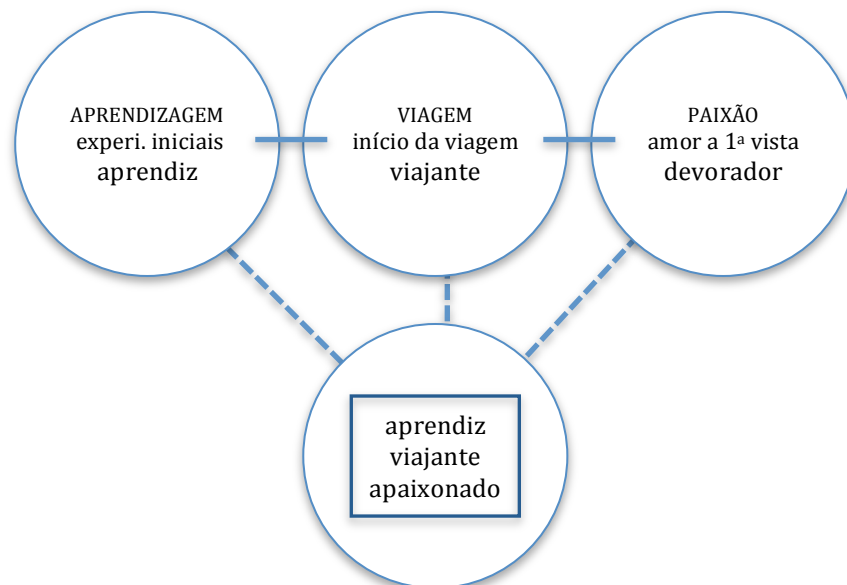 APRENDIZAGEM
experi. iniciais
aprendiz
VIAGEM
início da viagem
viajante
PAIXÃO
amor a 1ª vista
devorador
aprendiz
viajante
apaixonado